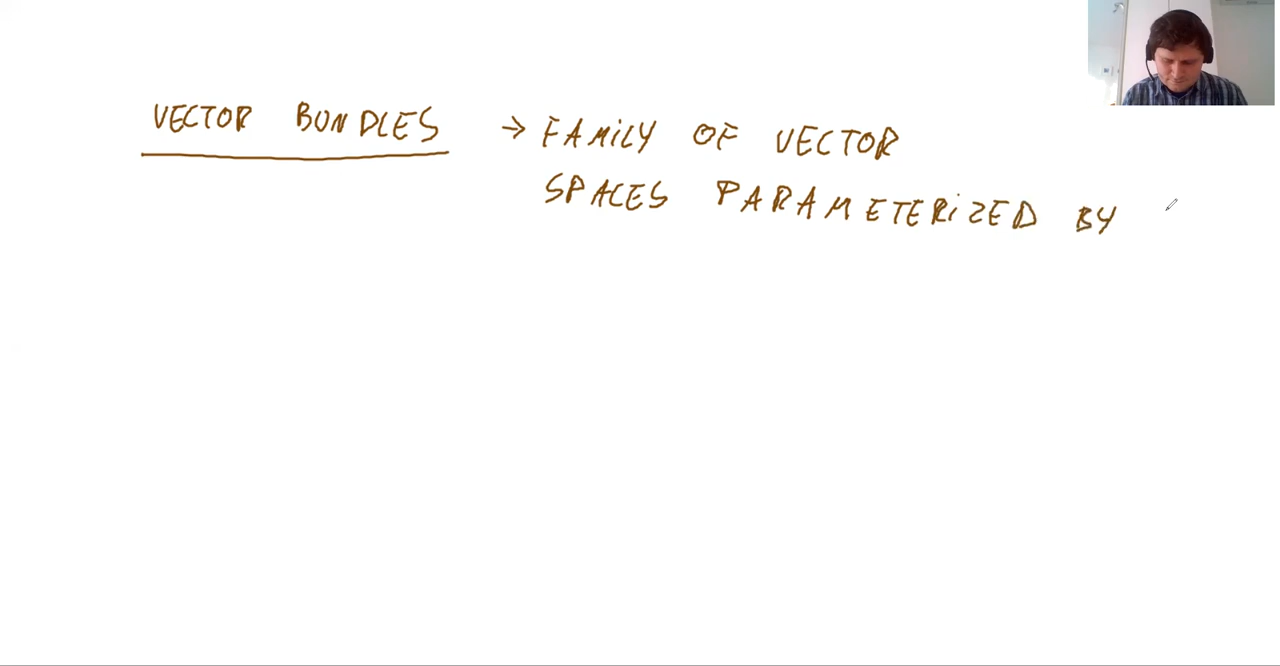 VECTOR BUNDLES → FAMiLY OF VECTOR
SPACES PARAMETERiZED BY